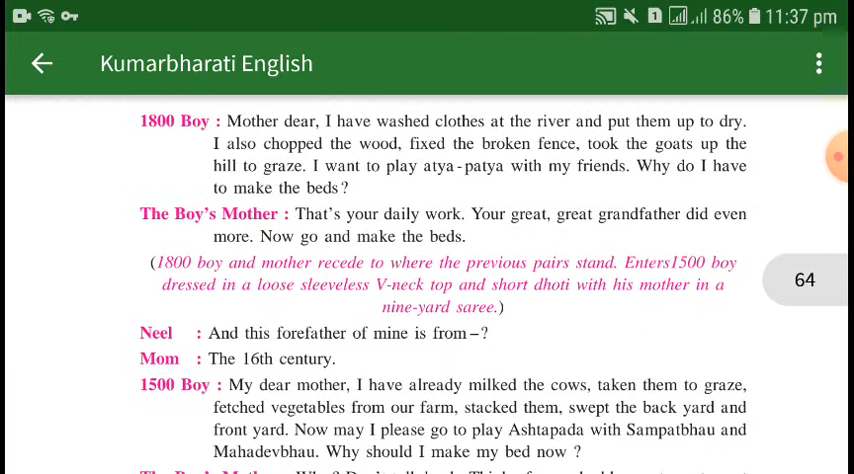 86% 11:37 pm
Kumarbharati English
1800 Boy : Mother dear, I have washed clothes at the river and put them up to dry.
I also chopped the wood, fixed the broken fence, took the goats up the
hill to graze. I want to play atya-patya with my friends. Why do I have
to make the beds ?
The Boy's Mother : That's your daily work. Your great, great grandfather did even
more. Now go and make the beds.
(1800 boy and mother recede to where the previous pairs stand. Enters1500 boy
dressed in a loose sleeveless V-neck top and short dhoti with his mother in a
nine-yard saree.)
64
Neel : And this forefather of mine is from – ?
Mom : The 16th century.
1500 Boy : My dear mother, I have already milked the cows, taken them to graze,
fetched vegetables from our farm, stacked them, swept the back yard and
front yard. Now may I please go to play Ashtapada with Sampatbhau and
Mahadevbhau. Why should I make my bed now ?